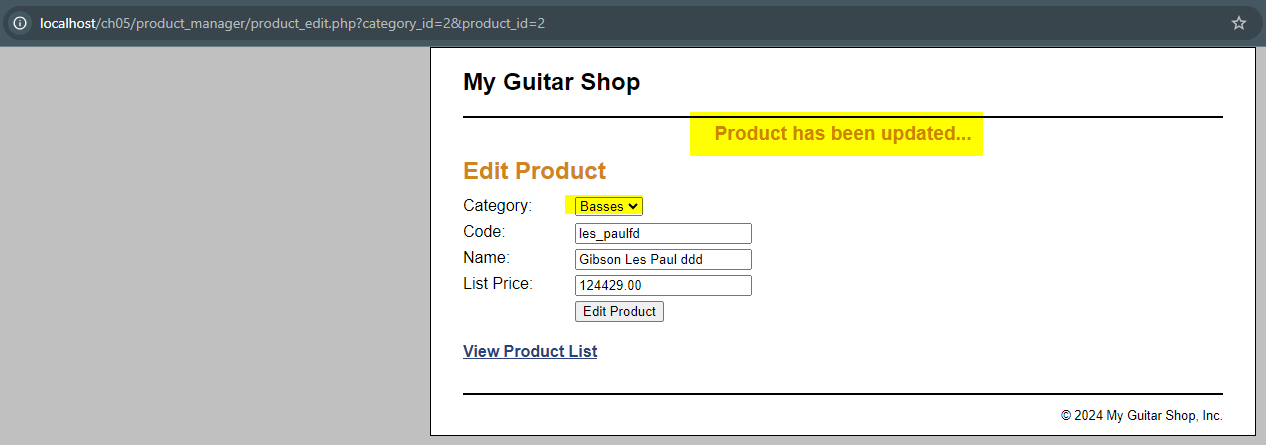 localhost/ch05/product_manager/product_edit.php?category_id=2&product_id=2
My Guitar Shop
Product has been updated...
Edit Product
Category: Basses
Code: les_paulfd
Name: Gibson Les Paul ddd
List Price: 124429.00
Edit Product
View Product List
© 2024 My Guitar Shop, Inc.